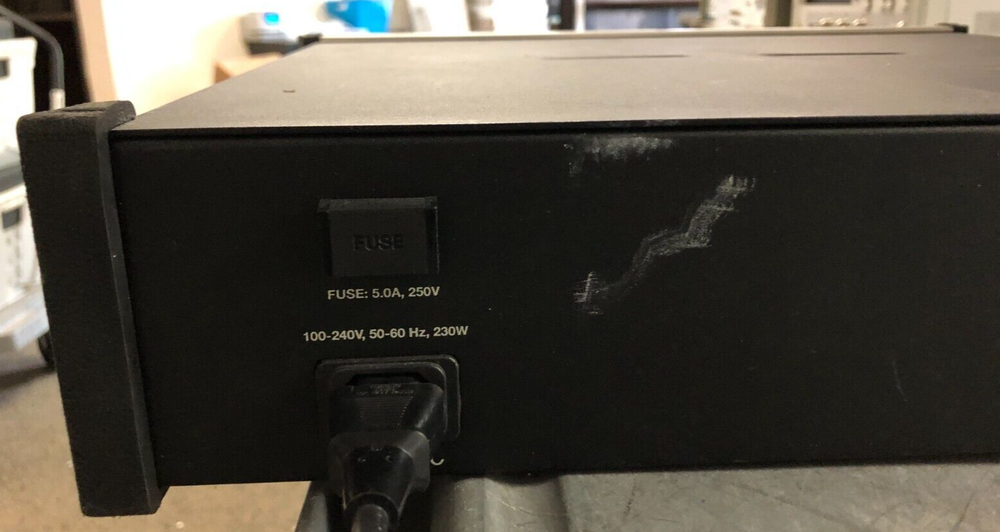 FUSE
FUSE: 5.0A, 250V
100-240V, 50-60 Hz, 230W